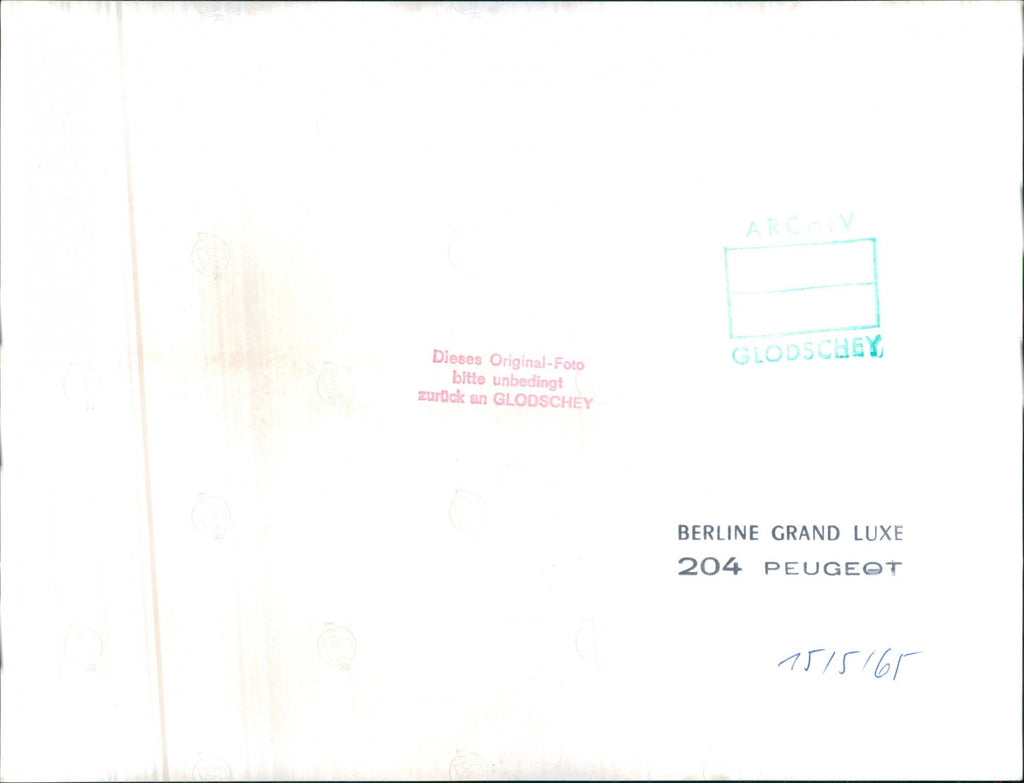 ARCHIV
GLODSCHEY
Dieses Original-Foto
bitte unbedingt
zurück an GLODSCHEY
BERLINE GRAND LUXE
204 PEUGEOT
15/5/65